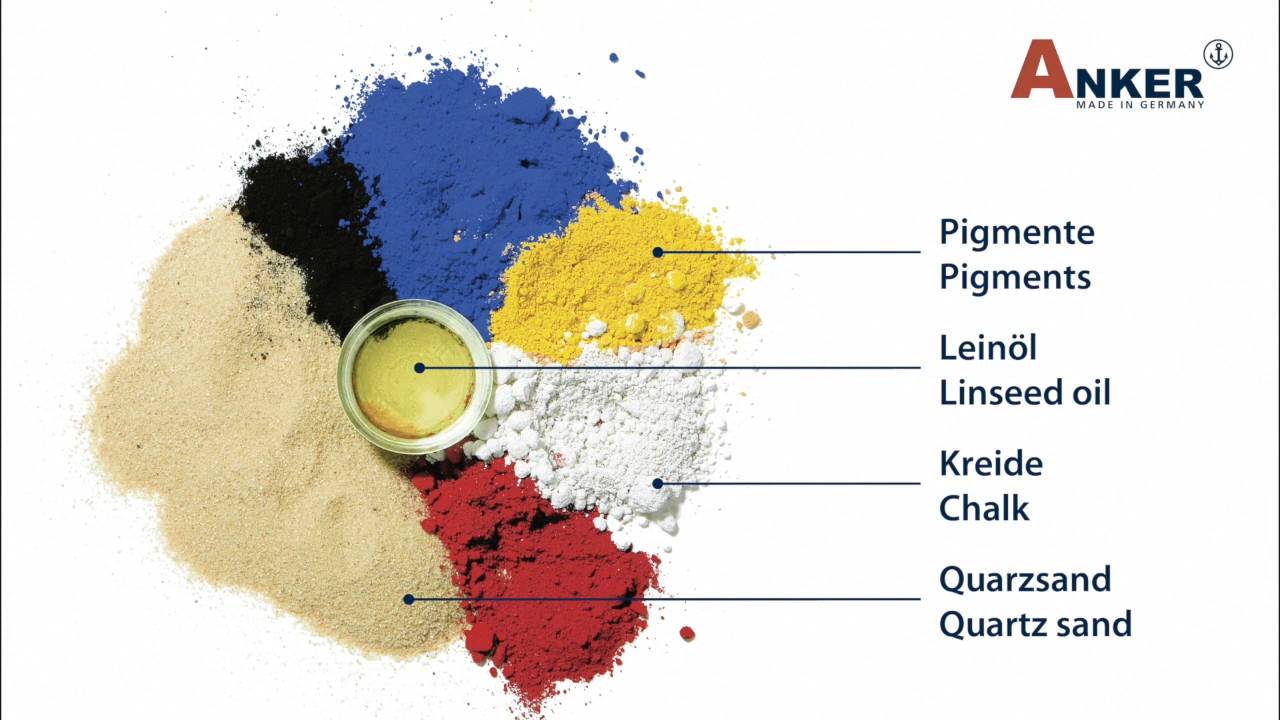 ANKER
MADE IN GERMANY
Pigmente
Pigments
Leinöl
Linseed oil
Kreide
Chalk
Quarzsand
Quartz sand